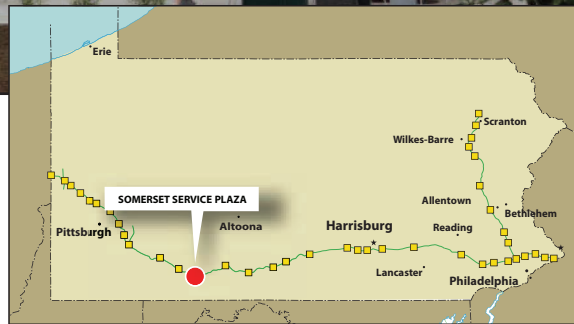 Erie
Scranton
Wilkes-Barre
SOMERSET SERVICE PLAZA
Allentown
Bethlehem
Pittsburgh
Altoona
Harrisburg
Reading
Lancaster
Philadelphia